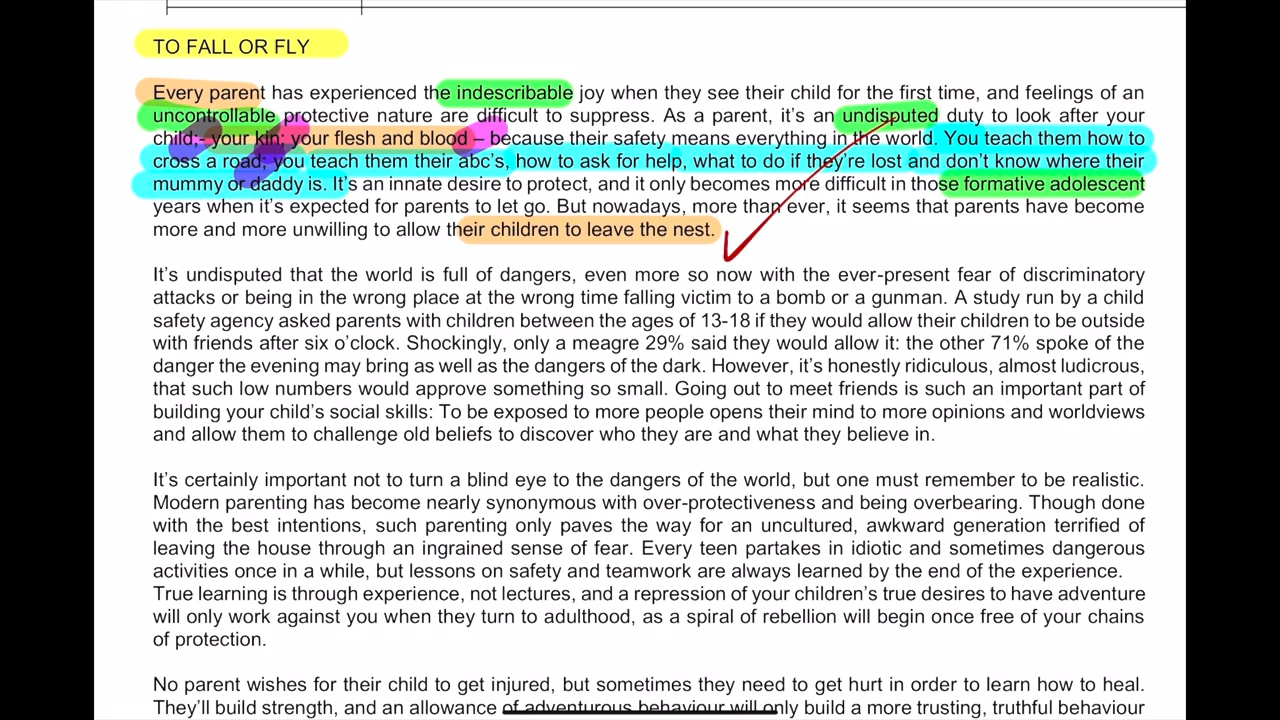 TO FALL OR FLY
Every parent has experienced the indescribable joy when they see their child for the first time, and feelings of an
uncontrollable protective nature are difficult to suppress. As a parent, it's an undisputed duty to look after your
child;- your kin; your flesh and blood – because their safety means everything in the world. You teach them how to
cross a road; you teach them their abc's, how to ask for help, what to do if they're lost and don't know where their
mummy or daddy is. It's an innate desire to protect, and it only becomes more difficult in those formative adolescent
years when it's expected for parents to let go. But nowadays, more than ever, it seems that parents have become
more and more unwilling to allow their children to leave the nest.
It's undisputed that the world is full of dangers, even more so now with the ever-present fear of discriminatory
attacks or being in the wrong place at the wrong time falling victim to a bomb or a gunman. A study run by a child
safety agency asked parents with children between the ages of 13-18 if they would allow their children to be outside
with friends after six o'clock. Shockingly, only a meagre 29% said they would allow it: the other 71% spoke of the
danger the evening may bring as well as the dangers of the dark. However, it's honestly ridiculous, almost ludicrous,
that such low numbers would approve something so small. Going out to meet friends is such an important part of
building your child's social skills: To be exposed to more people opens their mind to more opinions and worldviews
and allow them to challenge old beliefs to discover who they are and what they believe in.
It's certainly important not to turn a blind eye to the dangers of the world, but one must remember to be realistic.
Modern parenting has become nearly synonymous with over-protectiveness and being overbearing. Though done
with the best intentions, such parenting only paves the way for an uncultured, awkward generation terrified of
leaving the house through an ingrained sense of fear. Every teen partakes in idiotic and sometimes dangerous
activities once in a while, but lessons on safety and teamwork are always learned by the end of the experience.
True learning is through experience, not lectures, and a repression of your children's true desires to have adventure
will only work against you when they turn to adulthood, as a spiral of rebellion will begin once free of your chains
of protection.
No parent wishes for their child to get injured, but sometimes they need to get hurt in order to learn how to heal.
They'll build strength, and an allowance of adventurous behaviour will only build a more trusting, truthful behaviour